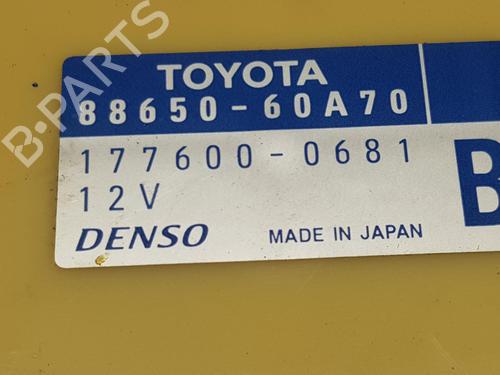 TOYOTA
88650-60A70
177600-0681
12V
B
DENSO MADE IN JAPAN
B-PARTS